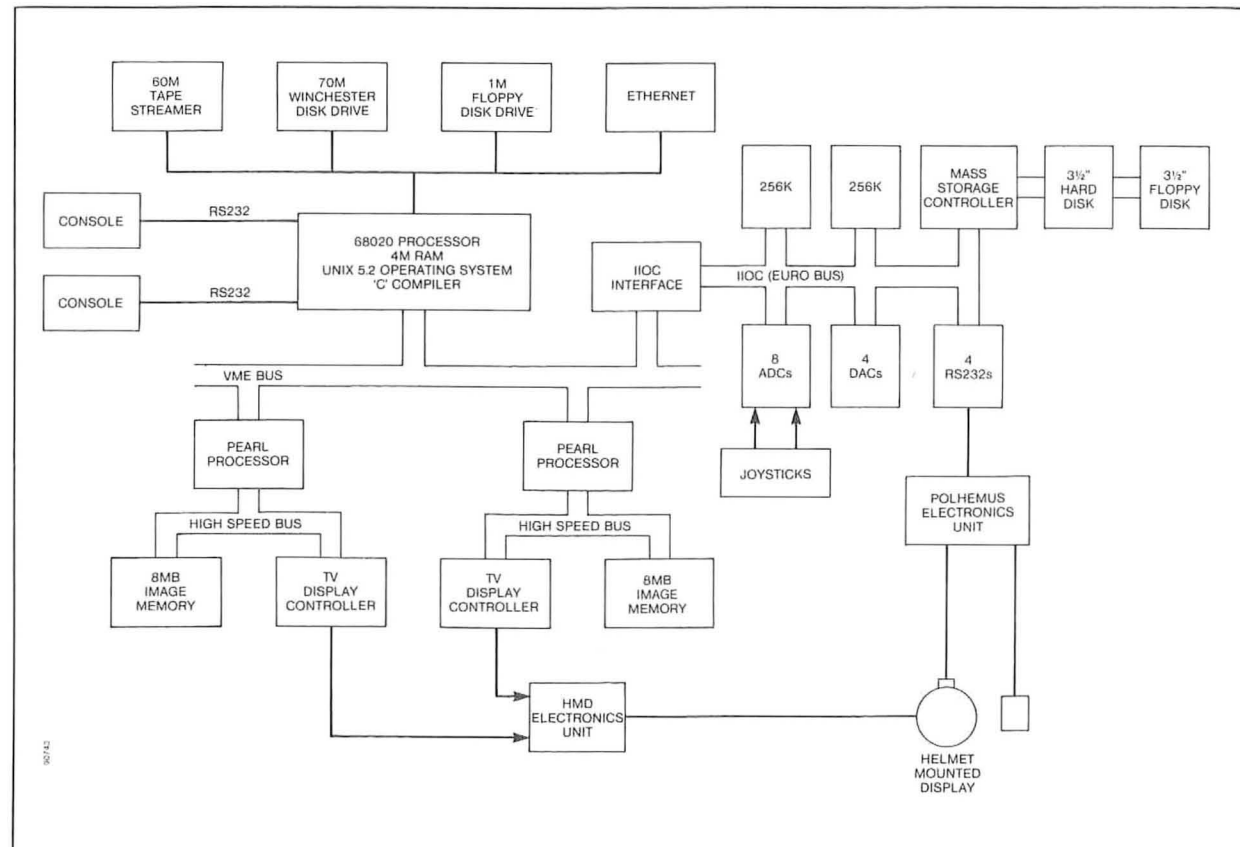 60M
TAPE
STREAMER
70M
WINCHESTER
DISK DRIVE
1M
FLOPPY
DISK DRIVE
ETHERNET
CONSOLE
RS232
CONSOLE
RS232
68020 PROCESSOR
4M RAM
UNIX 5.2 OPERATING SYSTEM
'C' COMPILER
256K
256K
MASS
STORAGE
CONTROLLER
3½"
HARD
DISK
3½"
FLOPPY
DISK
IIOC
INTERFACE
IIOC (EURO BUS)
8
ADCs
4
DACs
4
RS232s
JOYSTICKS
VME BUS
PEARL
PROCESSOR
PEARL
PROCESSOR
HIGH SPEED BUS
HIGH SPEED BUS
8MB
IMAGE
MEMORY
TV
DISPLAY
CONTROLLER
TV
DISPLAY
CONTROLLER
8MB
IMAGE
MEMORY
POLHEMUS
ELECTRONICS
UNIT
HMD
ELECTRONICS
UNIT
HELMET
MOUNTED
DISPLAY